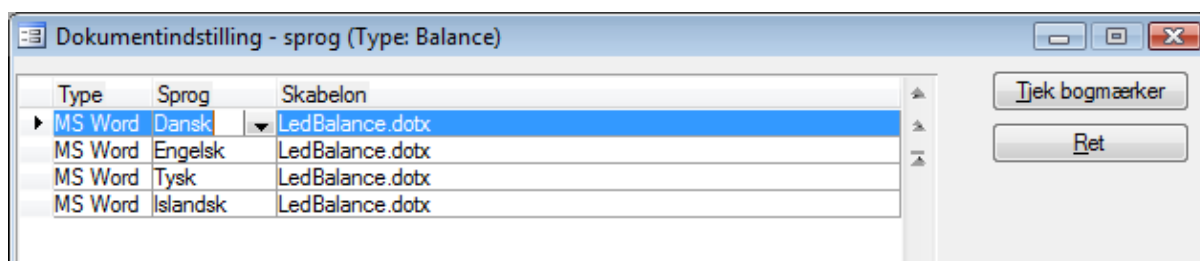 Dokumentindstilling - sprog (Type: Balance)
Type Sprog Skabelon
MS Word Dansk LedBalance.dotx
MS Word Engelsk LedBalance.dotx
MS Word Tysk LedBalance.dotx
MS Word Islandsk LedBalance.dotx
Tjek bogmærker
Ret